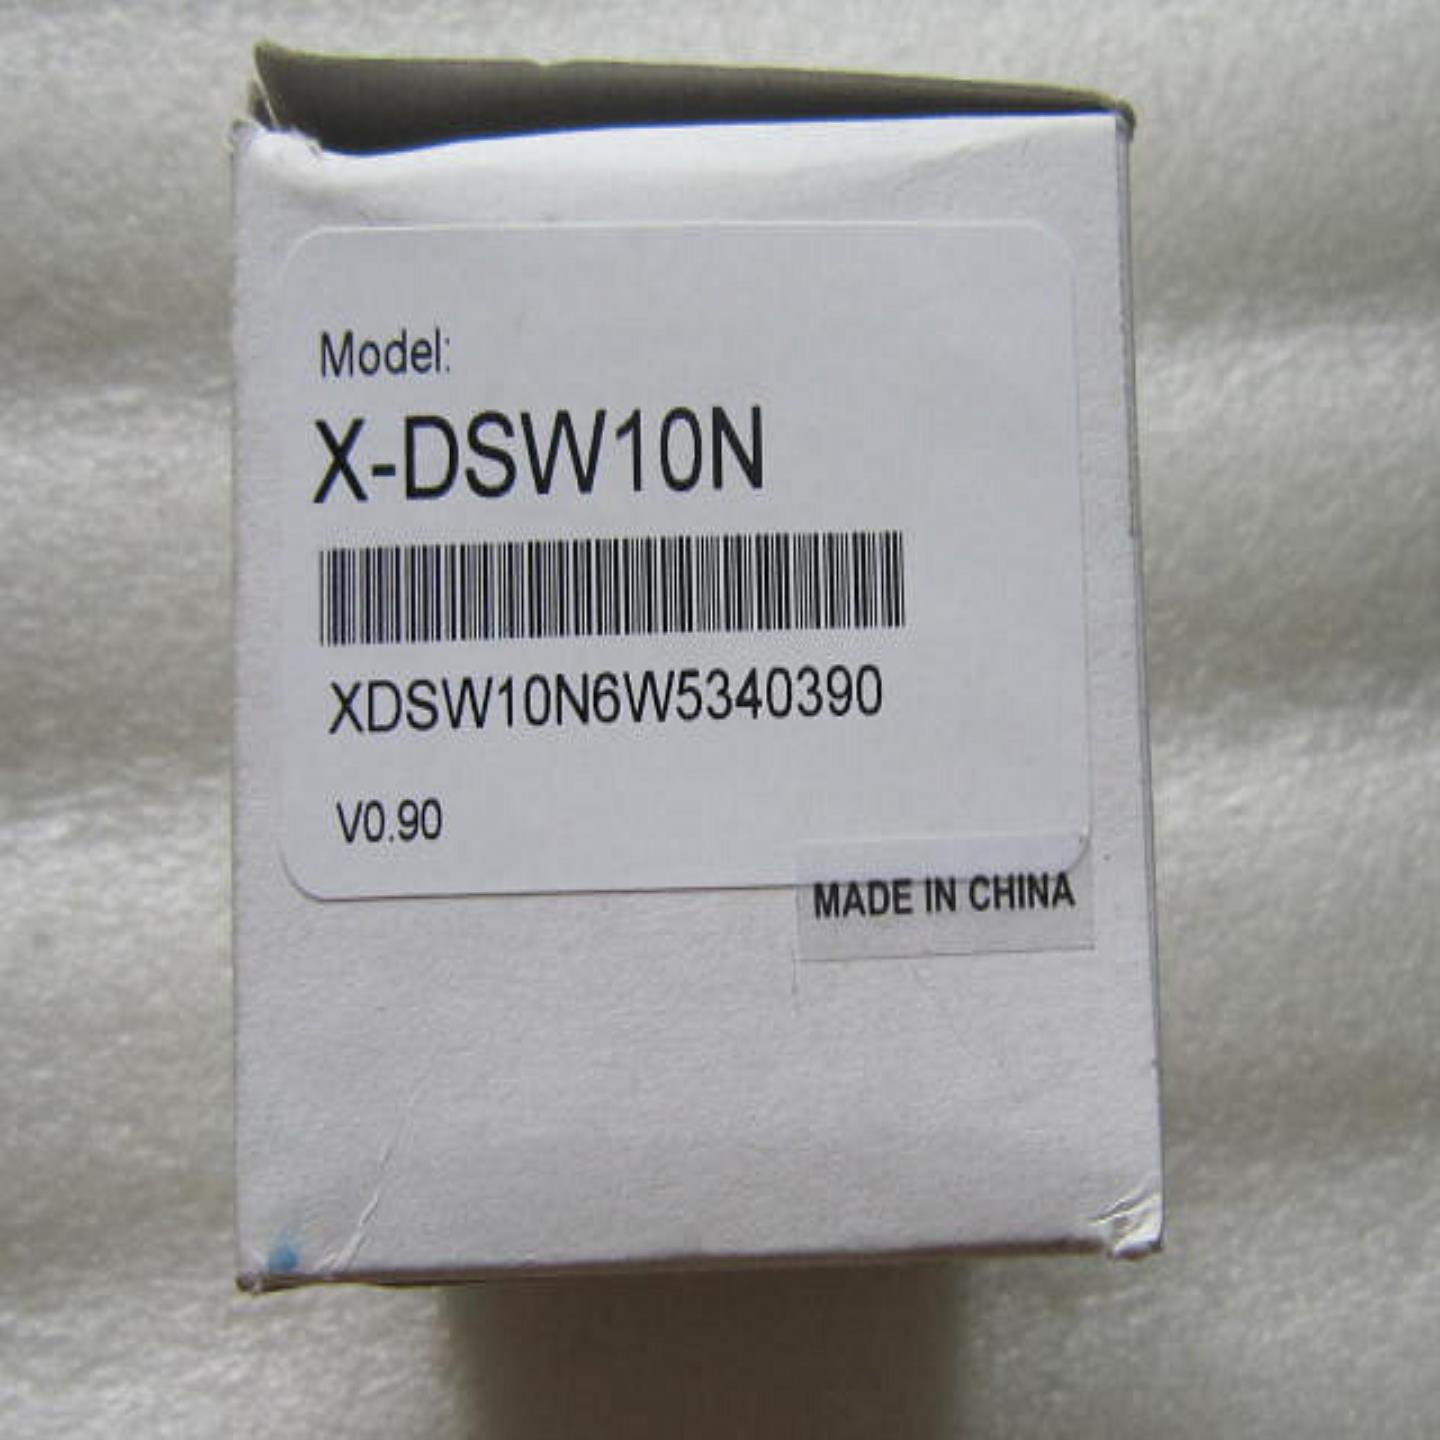 Model:
X-DSW10N
XDSW10N6W5340390
V0.90
MADE IN CHINA